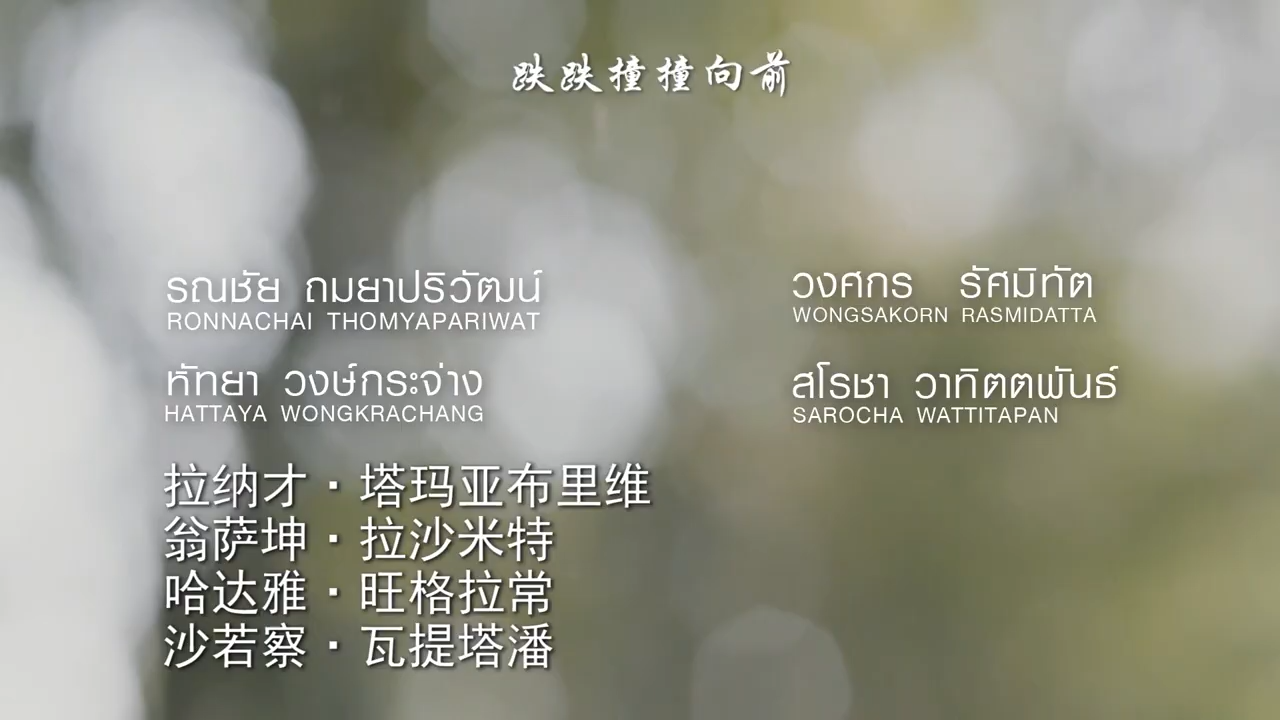 跌跌撞撞向前
รณชัย ถมยาปริวัฒน์
RONNACHAI THOMYAPARIWAT
วงศกร รัศมิทัต
WONGSAKORN RASMIDATTA
หัทยา วงษ์กระจ่าง
HATTAYA WONGKRACHANG
สโรชา วาทิตตพันธ์
SAROCHA WATTITAPAN
拉纳才·塔玛亚布里维
翁萨坤·拉沙米特
哈达雅·旺格拉常
沙若察·瓦提塔潘